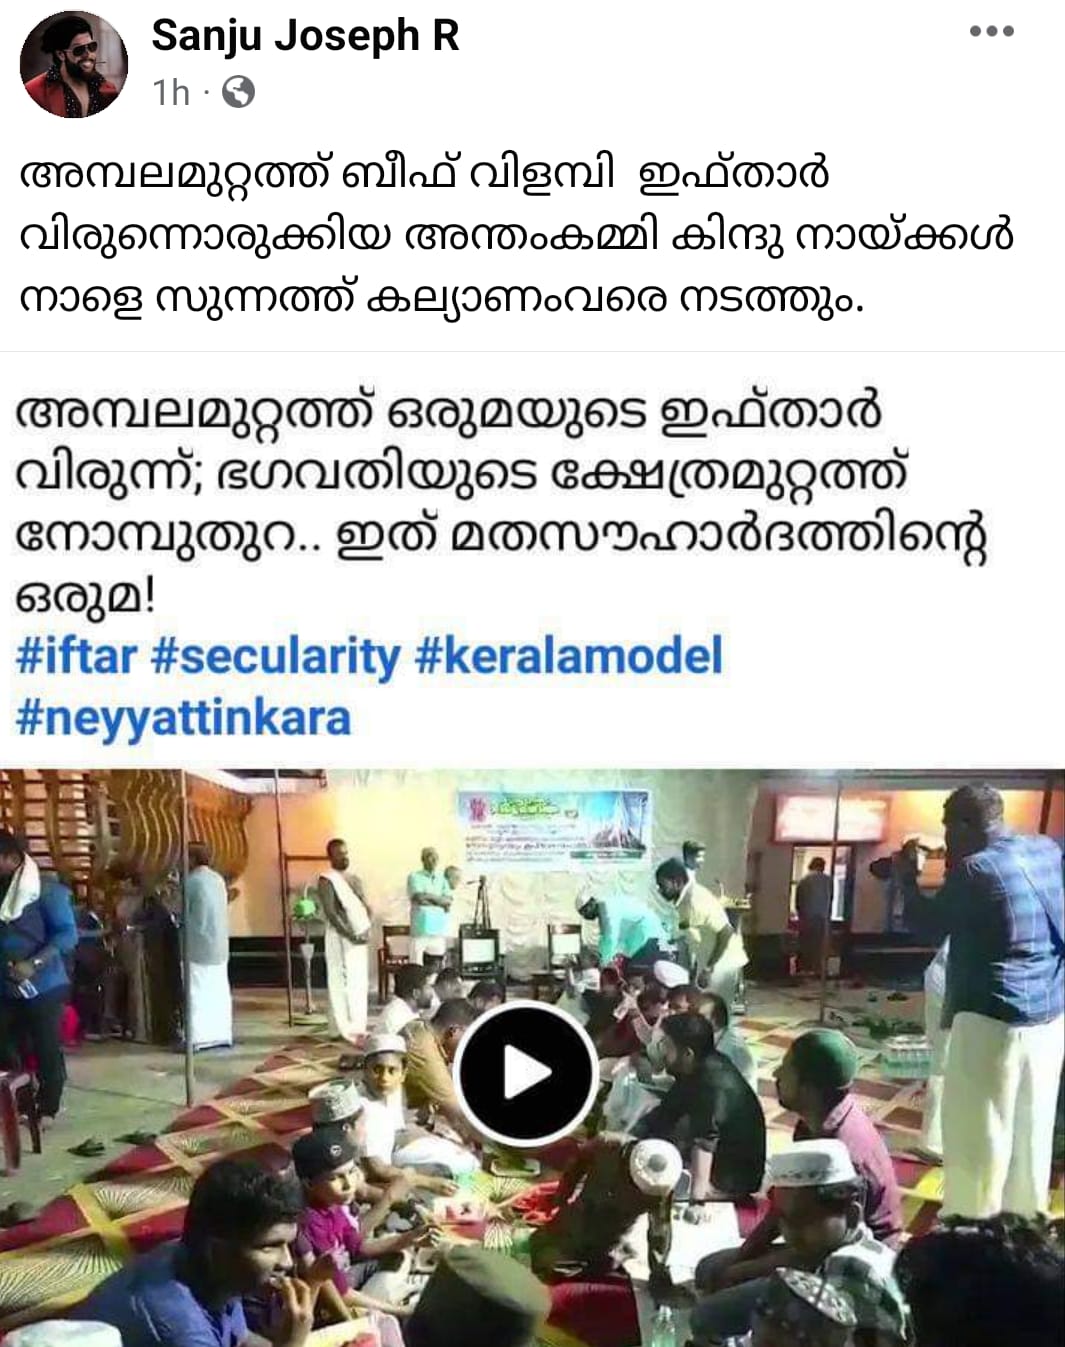 Sanju Joseph R
1h ·
അമ്പലമുറ്റത്ത് ബീഫ് വിളമ്പി ഇഫ്താർ
വിരുന്നൊരുക്കിയ അന്തംകമ്മി കിന്ദു നായ്ക്കൾ
നാളെ സുന്നത്ത് കല്യാണംവരെ നടത്തും.
അമ്പലമുറ്റത്ത് ഒരുമയുടെ ഇഫ്താർ
വിരുന്ന്; ഭഗവതിയുടെ ക്ഷേത്രമുറ്റത്ത്
നോമ്പുതുറ.. ഇത് മതസൗഹാർദത്തിന്റെ
ഒരുമ!
#iftar #secularity #keralamodel
#neyyattinkara